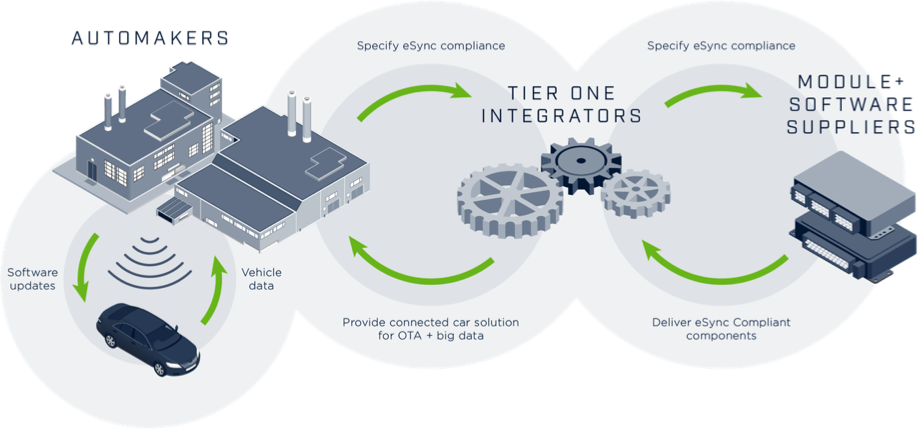 AUTOMAKERS
Specify eSync compliance
Specify eSync compliance
TIER ONE
INTEGRATORS
MODULE+
SOFTWARE
SUPPLIERS
Software
updates
Vehicle
data
Provide connected car solution
for OTA + big data
Deliver eSync Compliant
components